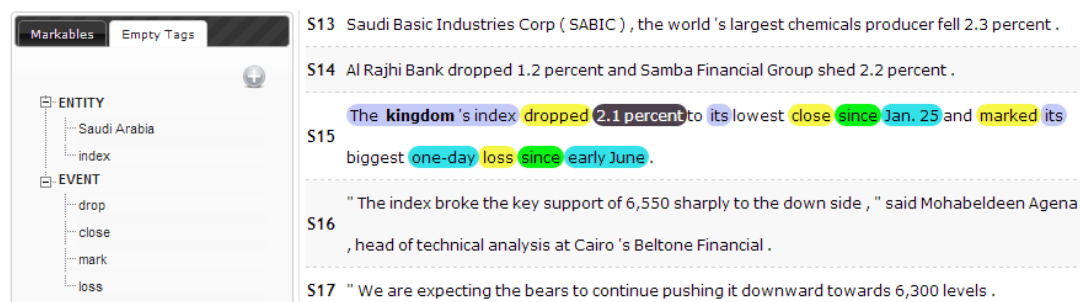 Markables Empty Tags
ENTITY
Saudi Arabia
index
EVENT
drop
close
mark
loss
S13 Saudi Basic Industries Corp ( SABIC ) , the world 's largest chemicals producer fell 2.3 percent .
S14 Al Rajhi Bank dropped 1.2 percent and Samba Financial Group shed 2.2 percent .
S15 The kingdom 's index dropped 2.1 percent to its lowest close since Jan. 25 and marked its
biggest one-day loss since early June .
S16 " The index broke the key support of 6,550 sharply to the down side , " said Mohabeldeen Agena
, head of technical analysis at Cairo 's Beltone Financial .
S17 " We are expecting the bears to continue pushing it downward towards 6,300 levels .